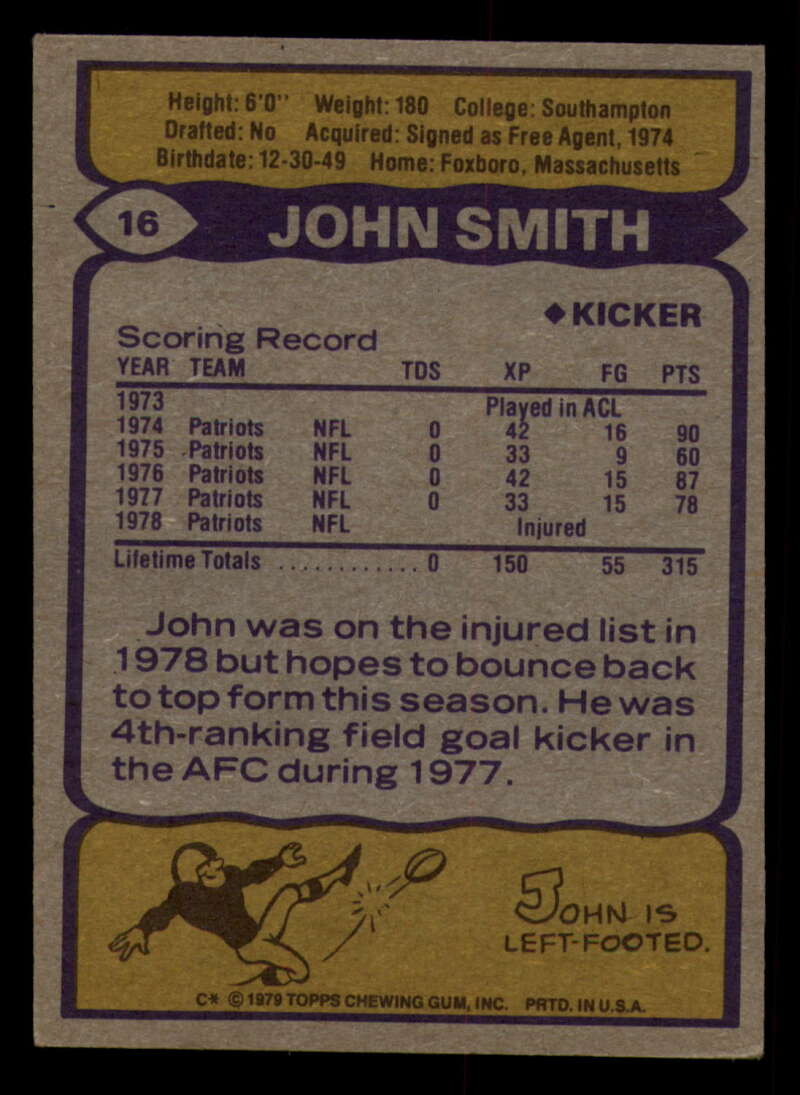 Height: 6'0" Weight: 180 College: Southampton
Drafted: No Acquired: Signed as Free Agent, 1974
Birthdate: 12-30-49 Home: Foxboro, Massachusetts
16 JOHN SMITH
◆KICKER
Scoring Record
YEAR TEAM TDS XP FG PTS
1973 Played in ACL
1974 Patriots NFL 0 42 16 90
1975 Patriots NFL 0 33 9 60
1976 Patriots NFL 0 42 15 87
1977 Patriots NFL 0 33 15 78
1978 Patriots NFL Injured
Lifetime Totals ............ 0 150 55 315
John was on the injured list in
1978 but hopes to bounce back
to top form this season. He was
4th-ranking field goal kicker in
the AFC during 1977.
JOHN IS
LEFT-FOOTED.
C* © 1979 TOPPS CHEWING GUM, INC. PRTD. IN U.S.A.